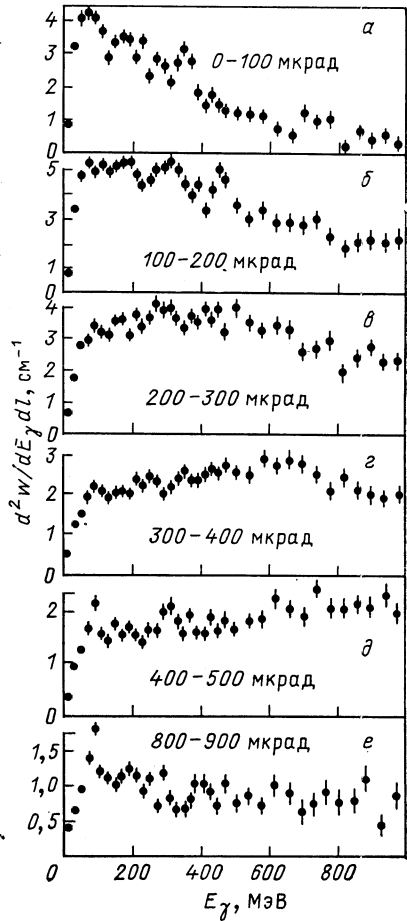 4
3
2
1
0
а
0–100 мкрад
5
3
1
0
б
100–200 мкрад
4
3
2
1
0
в
200–300 мкрад
3
2
1
0
г
300–400 мкрад
2
1
0
д
400–500 мкрад
1,5
1,0
0,5
800–900 мкрад
е
0 200 400 600 800
E_γ, МэВ
d²w/dE_γdl, см⁻¹